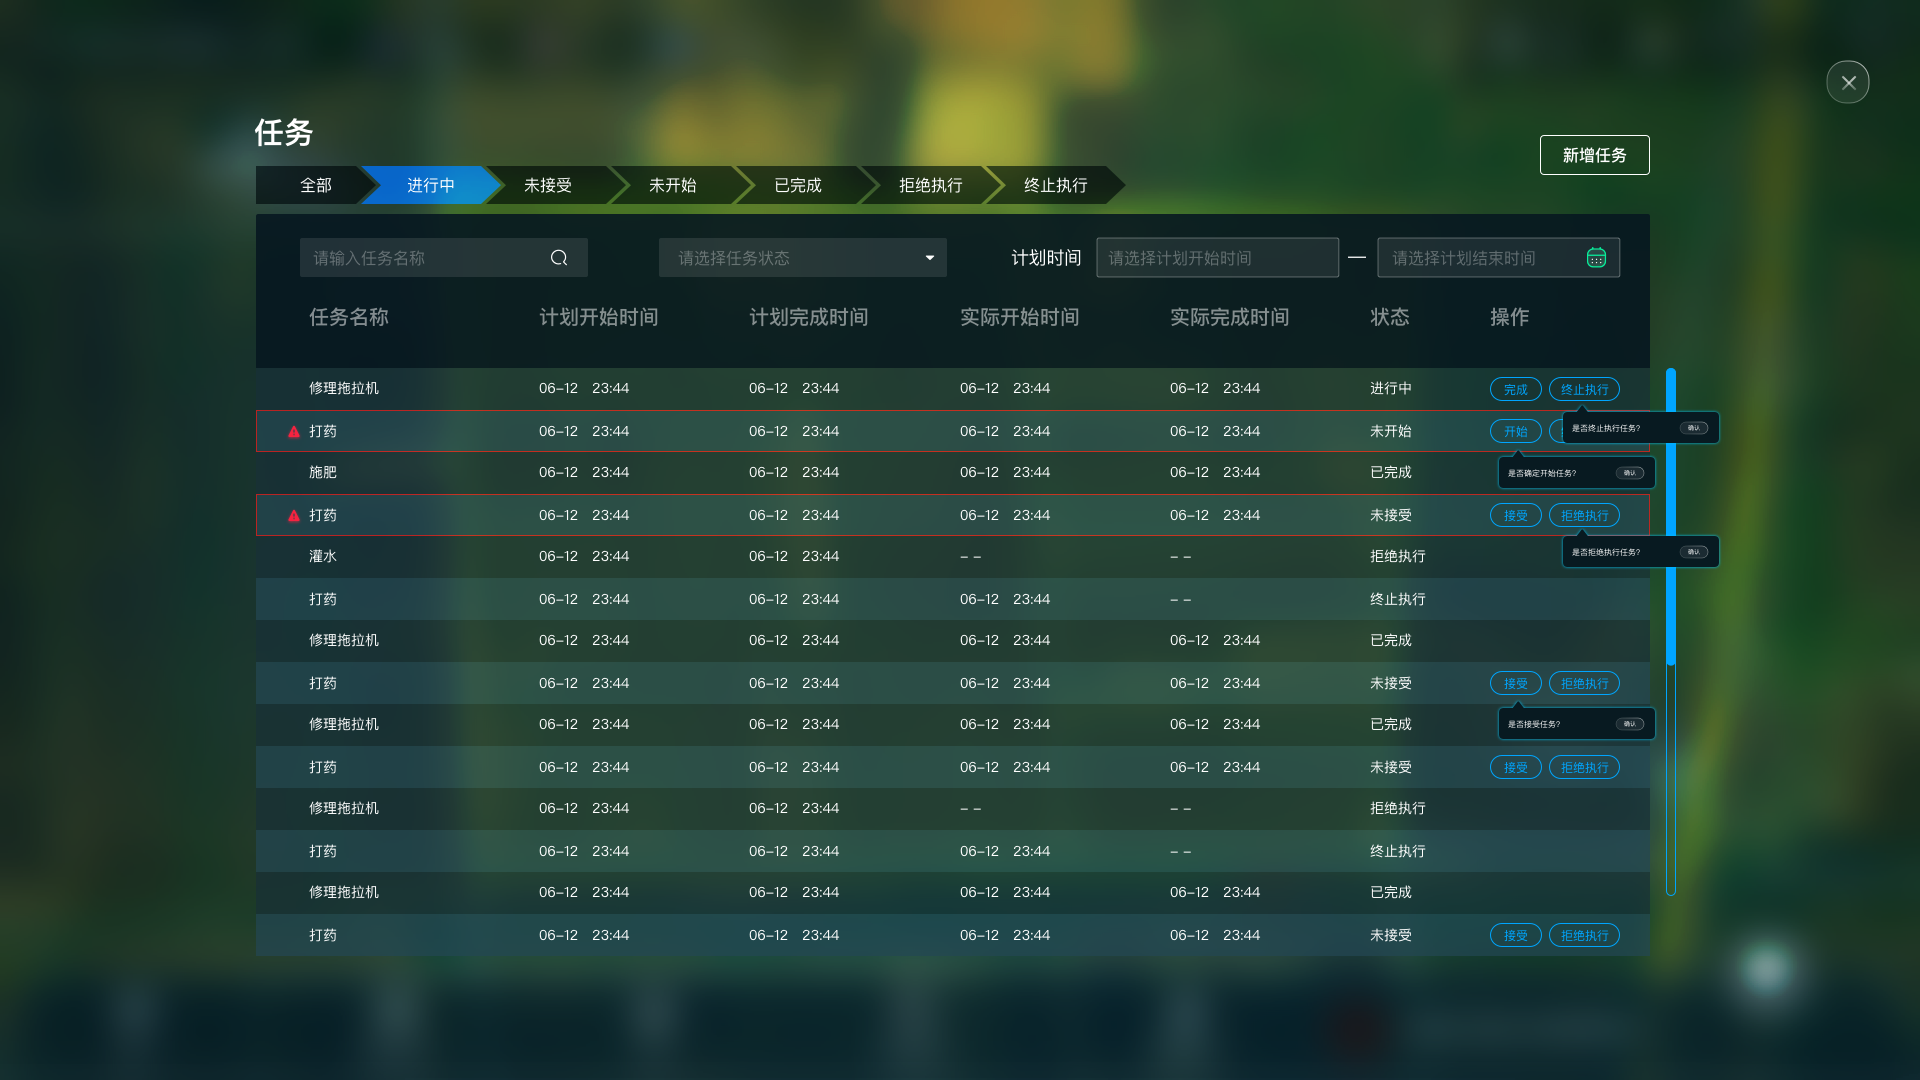 任务
新增任务
全部 进行中 未接受 未开始 已完成 拒绝执行 终止执行
请输入任务名称 请选择任务状态 计划时间 请选择计划开始时间 — 请选择计划结束时间
任务名称 计划开始时间 计划完成时间 实际开始时间 实际完成时间 状态 操作
修理拖拉机 06-12 23:44 06-12 23:44 06-12 23:44 06-12 23:44 进行中 完成 终止执行
是否终止执行任务? 确认
打药 06-12 23:44 06-12 23:44 06-12 23:44 06-12 23:44 未开始 开始
是否确定开始任务? 确认
施肥 06-12 23:44 06-12 23:44 06-12 23:44 06-12 23:44 已完成
打药 06-12 23:44 06-12 23:44 06-12 23:44 06-12 23:44 未接受 接受 拒绝执行
是否拒绝执行任务? 确认
灌水 06-12 23:44 06-12 23:44 -- -- 拒绝执行
打药 06-12 23:44 06-12 23:44 06-12 23:44 -- 终止执行
修理拖拉机 06-12 23:44 06-12 23:44 06-12 23:44 06-12 23:44 已完成
打药 06-12 23:44 06-12 23:44 06-12 23:44 06-12 23:44 未接受 接受 拒绝执行
是否接受任务? 确认
修理拖拉机 06-12 23:44 06-12 23:44 06-12 23:44 06-12 23:44 已完成
打药 06-12 23:44 06-12 23:44 06-12 23:44 06-12 23:44 未接受 接受 拒绝执行
修理拖拉机 06-12 23:44 06-12 23:44 -- -- 拒绝执行
打药 06-12 23:44 06-12 23:44 06-12 23:44 -- 终止执行
修理拖拉机 06-12 23:44 06-12 23:44 06-12 23:44 06-12 23:44 已完成
打药 06-12 23:44 06-12 23:44 06-12 23:44 06-12 23:44 未接受 接受 拒绝执行